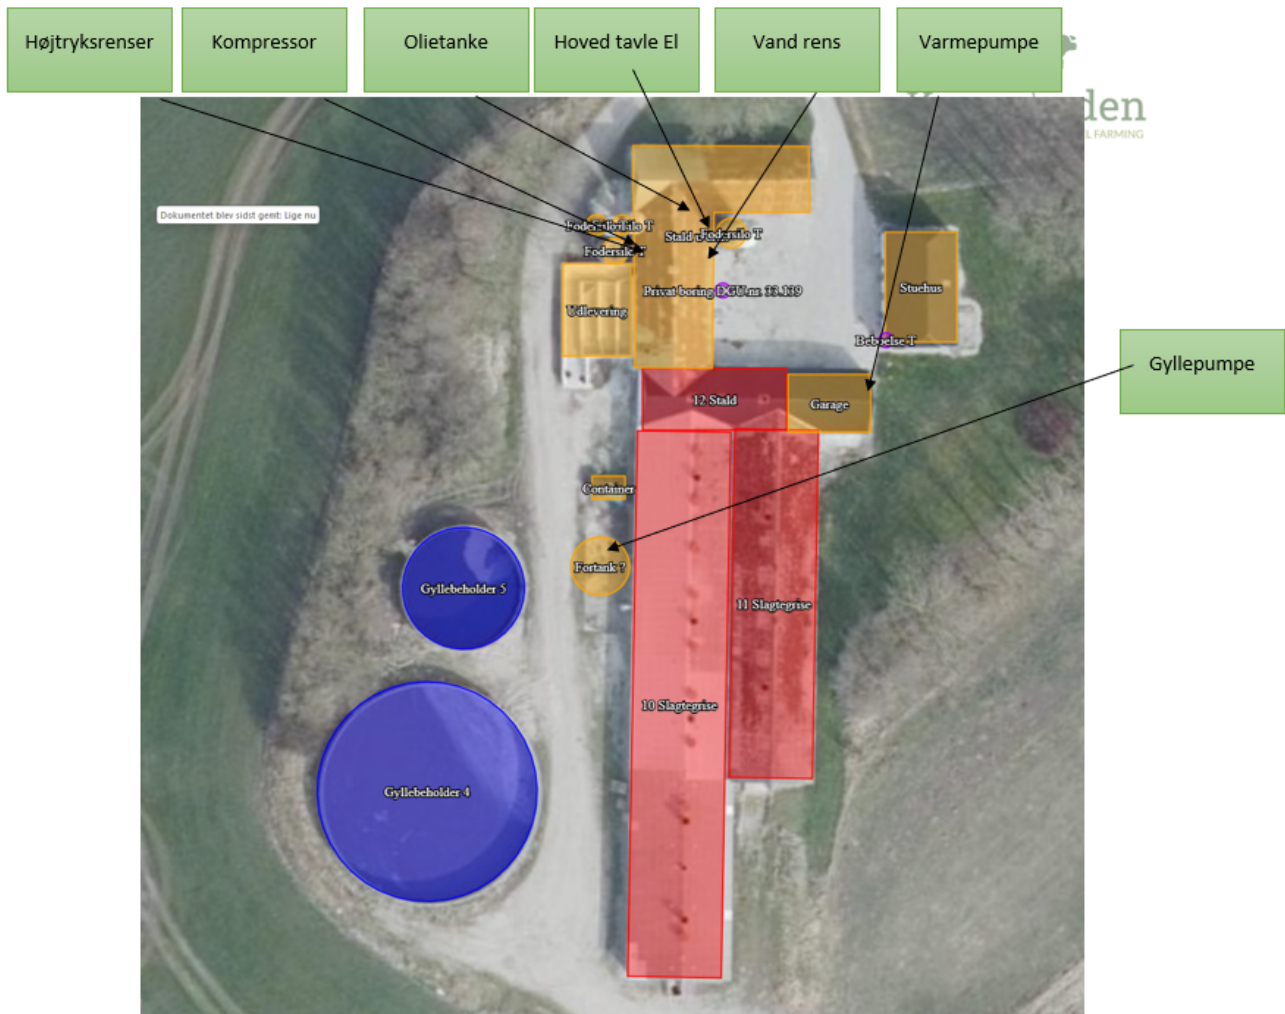 Højtryksrenser
Kompressor
Olietanke
Hoved tavle El
Vand rens
Varmepumpe
den
L FARMING
Dokumentet blev sidst gemt: Lige nu
T
Stald
Fodersilo T
Fodersilo T
Privat boring DGU.nr. 33.139
Stuehus
Udlevering
Beboelse T
Gyllepumpe
12 Stald
Garage
Container
Fortank ?
Gyllebeholder 5
11 Slagtegrise
10 Slagtegrise
Gyllebeholder 4